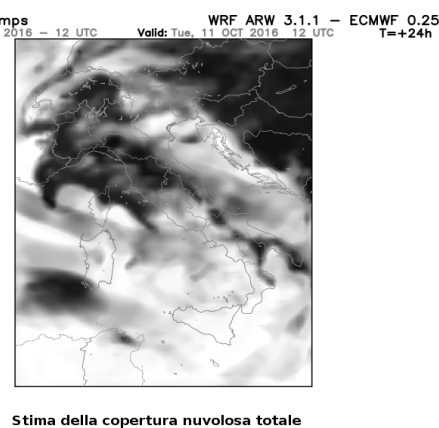 mps WRF ARW 3.1.1 – ECMWF 0.25
2016 – 12 UTC Valid: Tue, 11 OCT 2016 12 UTC T=+24h
Stima della copertura nuvolosa totale